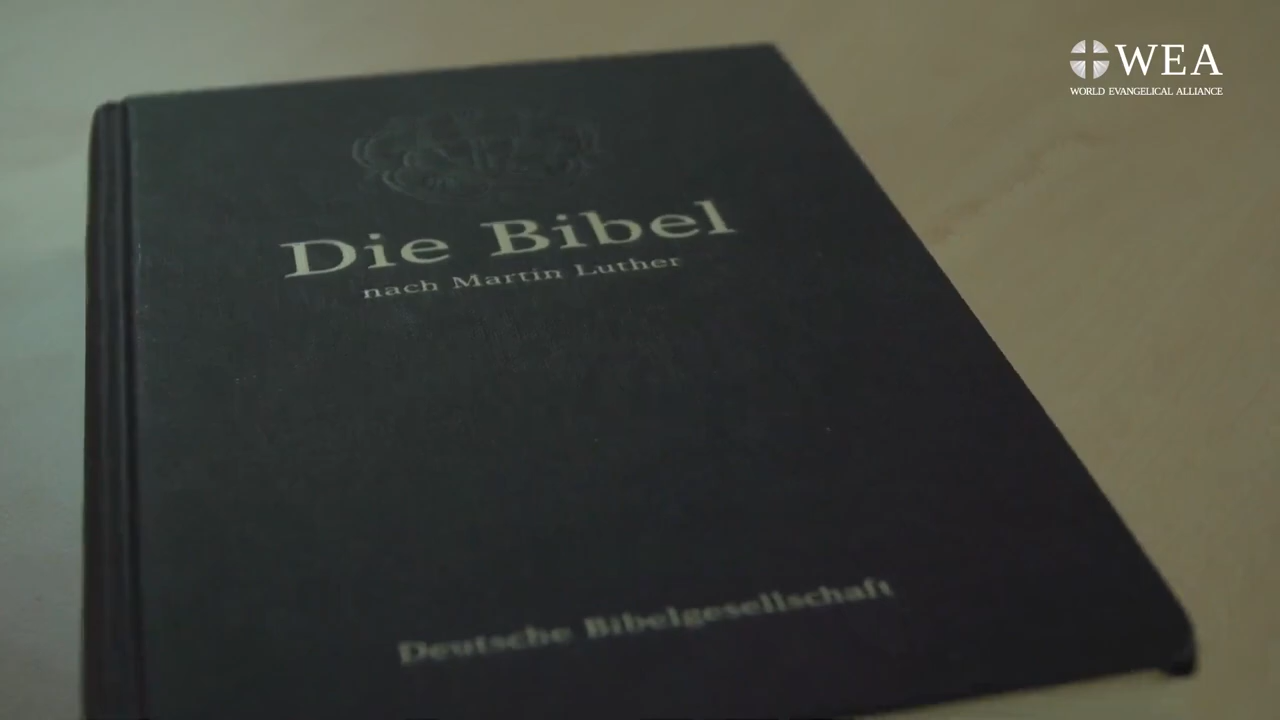 WEA
WORLD EVANGELICAL ALLIANCE
Die Bibel
nach Martin Luther
Deutsche Bibelgesellschaft